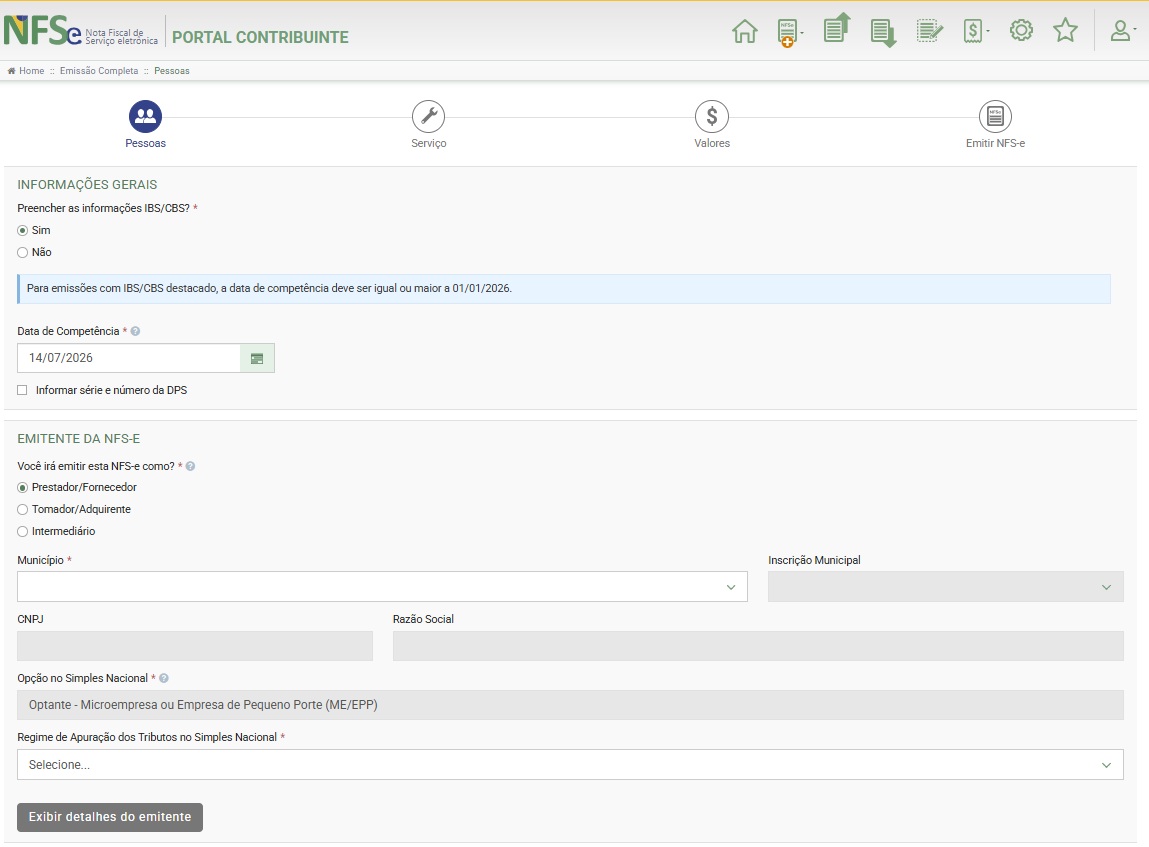 NFSe Nota Fiscal de
Serviço eletrônica
PORTAL CONTRIBUINTE
Home :: Emissão Completa :: Pessoas
Pessoas
Serviço
Valores
Emitir NFS-e
INFORMAÇÕES GERAIS
Preencher as informações IBS/CBS? *
Sim
Não
Para emissões com IBS/CBS destacado, a data de competência deve ser igual ou maior a 01/01/2026.
Data de Competência * ?
14/07/2026
Informar série e número da DPS
EMITENTE DA NFS-E
Você irá emitir esta NFS-e como? * ?
Prestador/Fornecedor
Tomador/Adquirente
Intermediário
Município *
Inscrição Municipal
CNPJ
Razão Social
Opção no Simples Nacional * ?
Optante - Microempresa ou Empresa de Pequeno Porte (ME/EPP)
Regime de Apuração dos Tributos no Simples Nacional *
Selecione...
Exibir detalhes do emitente